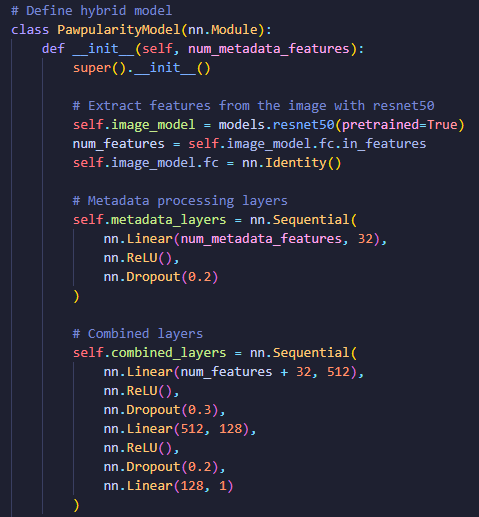 # Define hybrid model
class PawpularityModel(nn.Module):
    def __init__(self, num_metadata_features):
        super().__init__()

        # Extract features from the image with resnet50
        self.image_model = models.resnet50(pretrained=True)
        num_features = self.image_model.fc.in_features
        self.image_model.fc = nn.Identity()

        # Metadata processing layers
        self.metadata_layers = nn.Sequential(
            nn.Linear(num_metadata_features, 32),
            nn.ReLU(),
            nn.Dropout(0.2)
        )

        # Combined layers
        self.combined_layers = nn.Sequential(
            nn.Linear(num_features + 32, 512),
            nn.ReLU(),
            nn.Dropout(0.3),
            nn.Linear(512, 128),
            nn.ReLU(),
            nn.Dropout(0.2),
            nn.Linear(128, 1)
        )